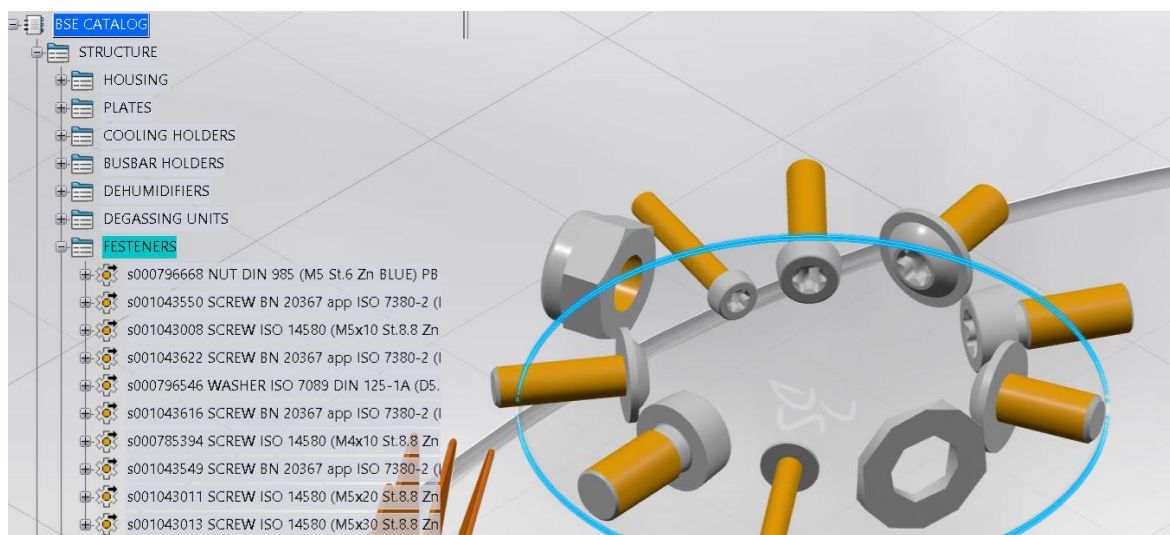 BSE CATALOG
STRUCTURE
HOUSING
PLATES
COOLING HOLDERS
BUSBAR HOLDERS
DEHUMIDIFIERS
DEGASSING UNITS
FESTENERS
s000796668 NUT DIN 985 (M5 St.6 Zn BLUE) PB
s001043550 SCREW BN 20367 app ISO 7380-2 (
s001043008 SCREW ISO 14580 (M5x10 St.8.8 Zn
s001043622 SCREW BN 20367 app ISO 7380-2 (
s000796546 WASHER ISO 7089 DIN 125-1A (D5.
s001043616 SCREW BN 20367 app ISO 7380-2 (
s000785394 SCREW ISO 14580 (M4x10 St.8.8 Zn
s001043549 SCREW BN 20367 app ISO 7380-2 (
s001043011 SCREW ISO 14580 (M5x20 St.8.8 Zn
s001043013 SCREW ISO 14580 (M5x30 St.8.8 Zn